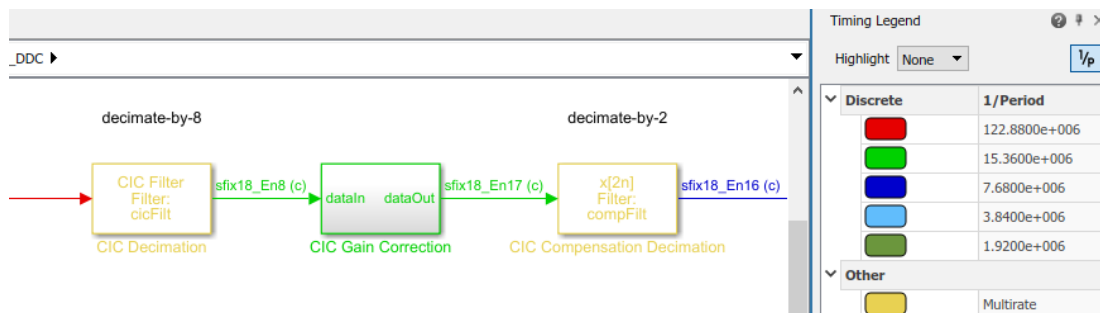 Timing Legend
_DDC
Highlight None 1/p
decimate-by-8
decimate-by-2
CIC Filter
Filter:
cicFilt
CIC Decimation
sfix18_En8 (c)
dataIn dataOut
CIC Gain Correction
sfix18_En17 (c)
x[2n]
Filter:
compFilt
CIC Compensation Decimation
sfix18_En16 (c)
Discrete 1/Period
122.8800e+006
15.3600e+006
7.6800e+006
3.8400e+006
1.9200e+006
Other
Multirate